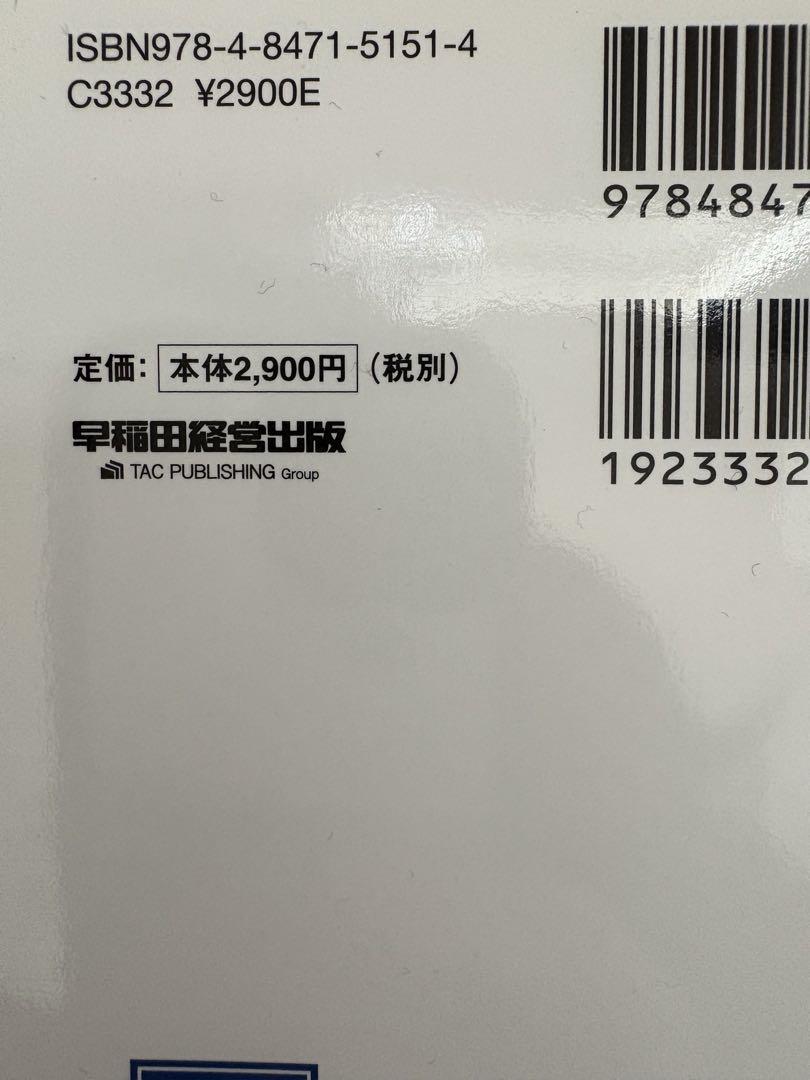 ISBN978-4-8471-5151-4
C3332 ¥2900E
9784847
定価: 本体2,900円 (税別)
1923332
早稲田経営出版
TAC PUBLISHING Group